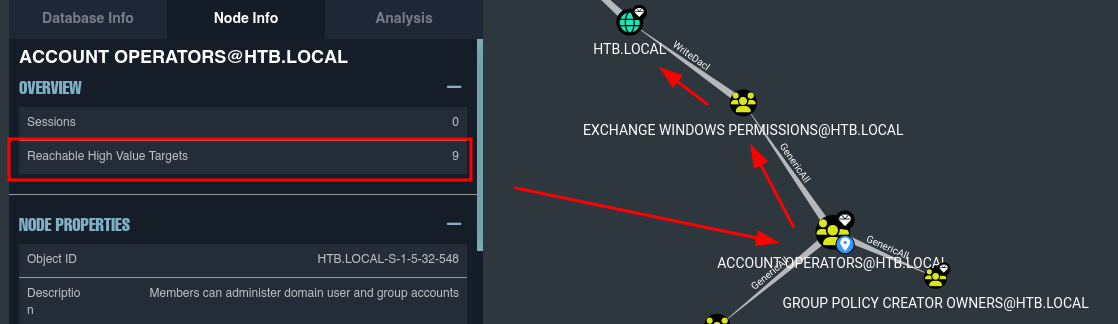 Database Info
Node Info
Analysis
ACCOUNT OPERATORS@HTB.LOCAL
OVERVIEW
Sessions 0
Reachable High Value Targets 9
NODE PROPERTIES
Object ID HTB.LOCAL-S-1-5-32-548
Descriptio
n
Members can administer domain user and group accounts
HTB.LOCAL
WriteDacl
EXCHANGE WINDOWS PERMISSIONS@HTB.LOCAL
GenericAll
ACCOUNT OPERATORS@HTB.LOCAL
GenericAll
GenericAll
GROUP POLICY CREATOR OWNERS@HTB.LOCAL